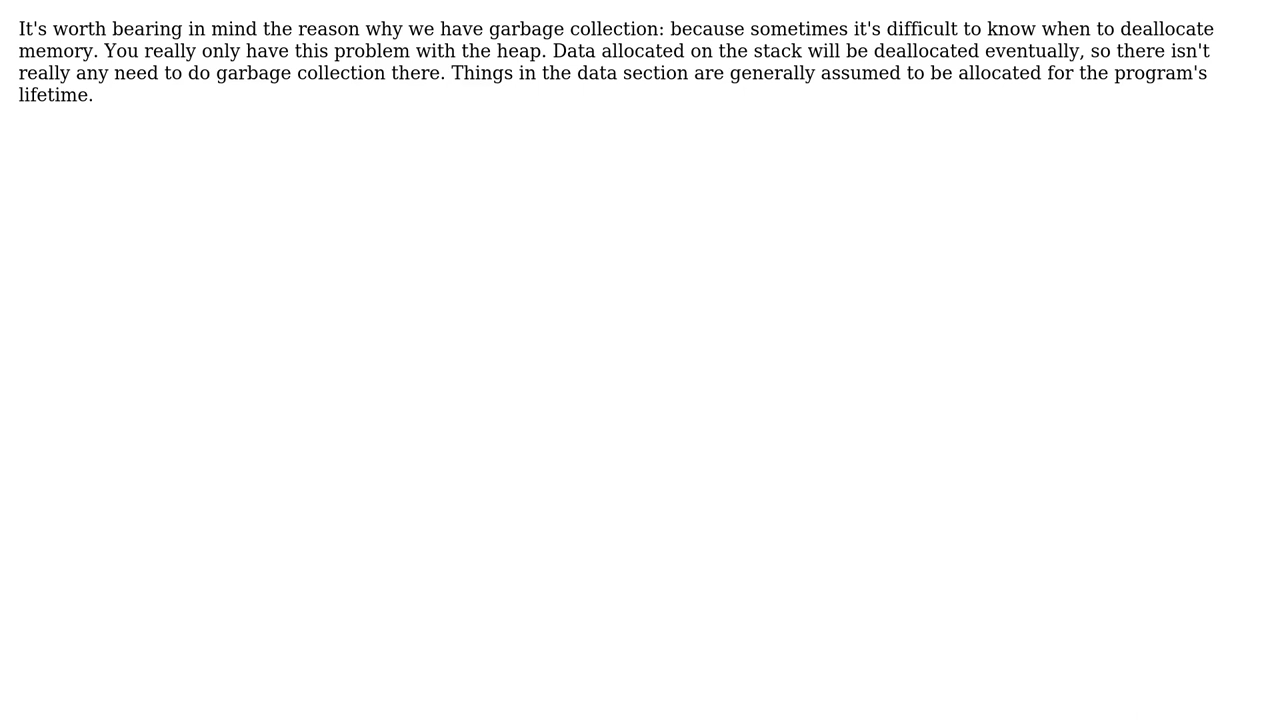 It's worth bearing in mind the reason why we have garbage collection: because sometimes it's difficult to know when to deallocate
memory. You really only have this problem with the heap. Data allocated on the stack will be deallocated eventually, so there isn't
really any need to do garbage collection there. Things in the data section are generally assumed to be allocated for the program's
lifetime.